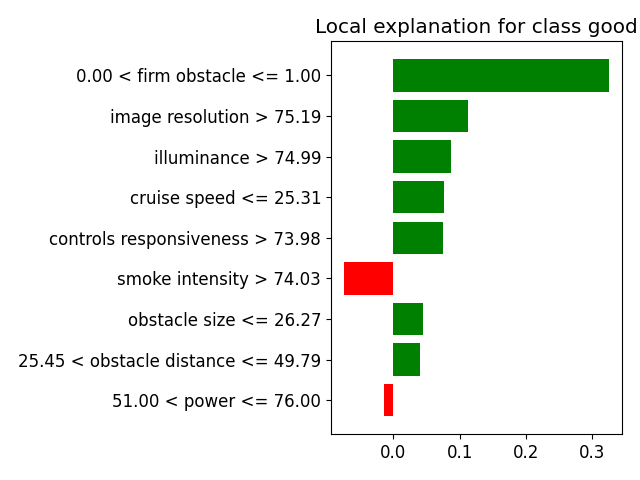 Local explanation for class good
0.00 < firm obstacle <= 1.00
image resolution > 75.19
illuminance > 74.99
cruise speed <= 25.31
controls responsiveness > 73.98
smoke intensity > 74.03
obstacle size <= 26.27
25.45 < obstacle distance <= 49.79
51.00 < power <= 76.00
0.0 0.1 0.2 0.3